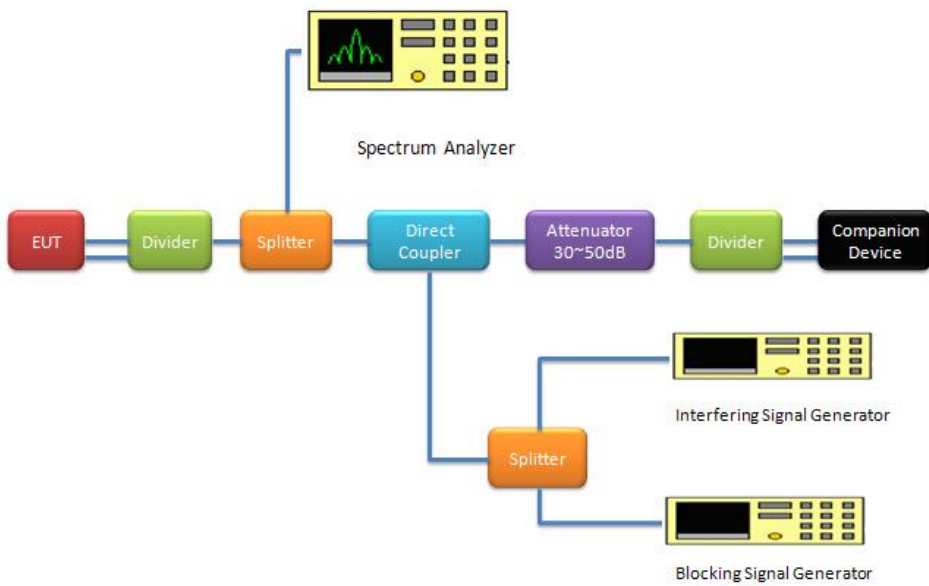 Spectrum Analyzer
EUT
Divider
Splitter
Direct
Coupler
Attenuator
30~50dB
Divider
Companion
Device
Interfering Signal Generator
Splitter
Blocking Signal Generator